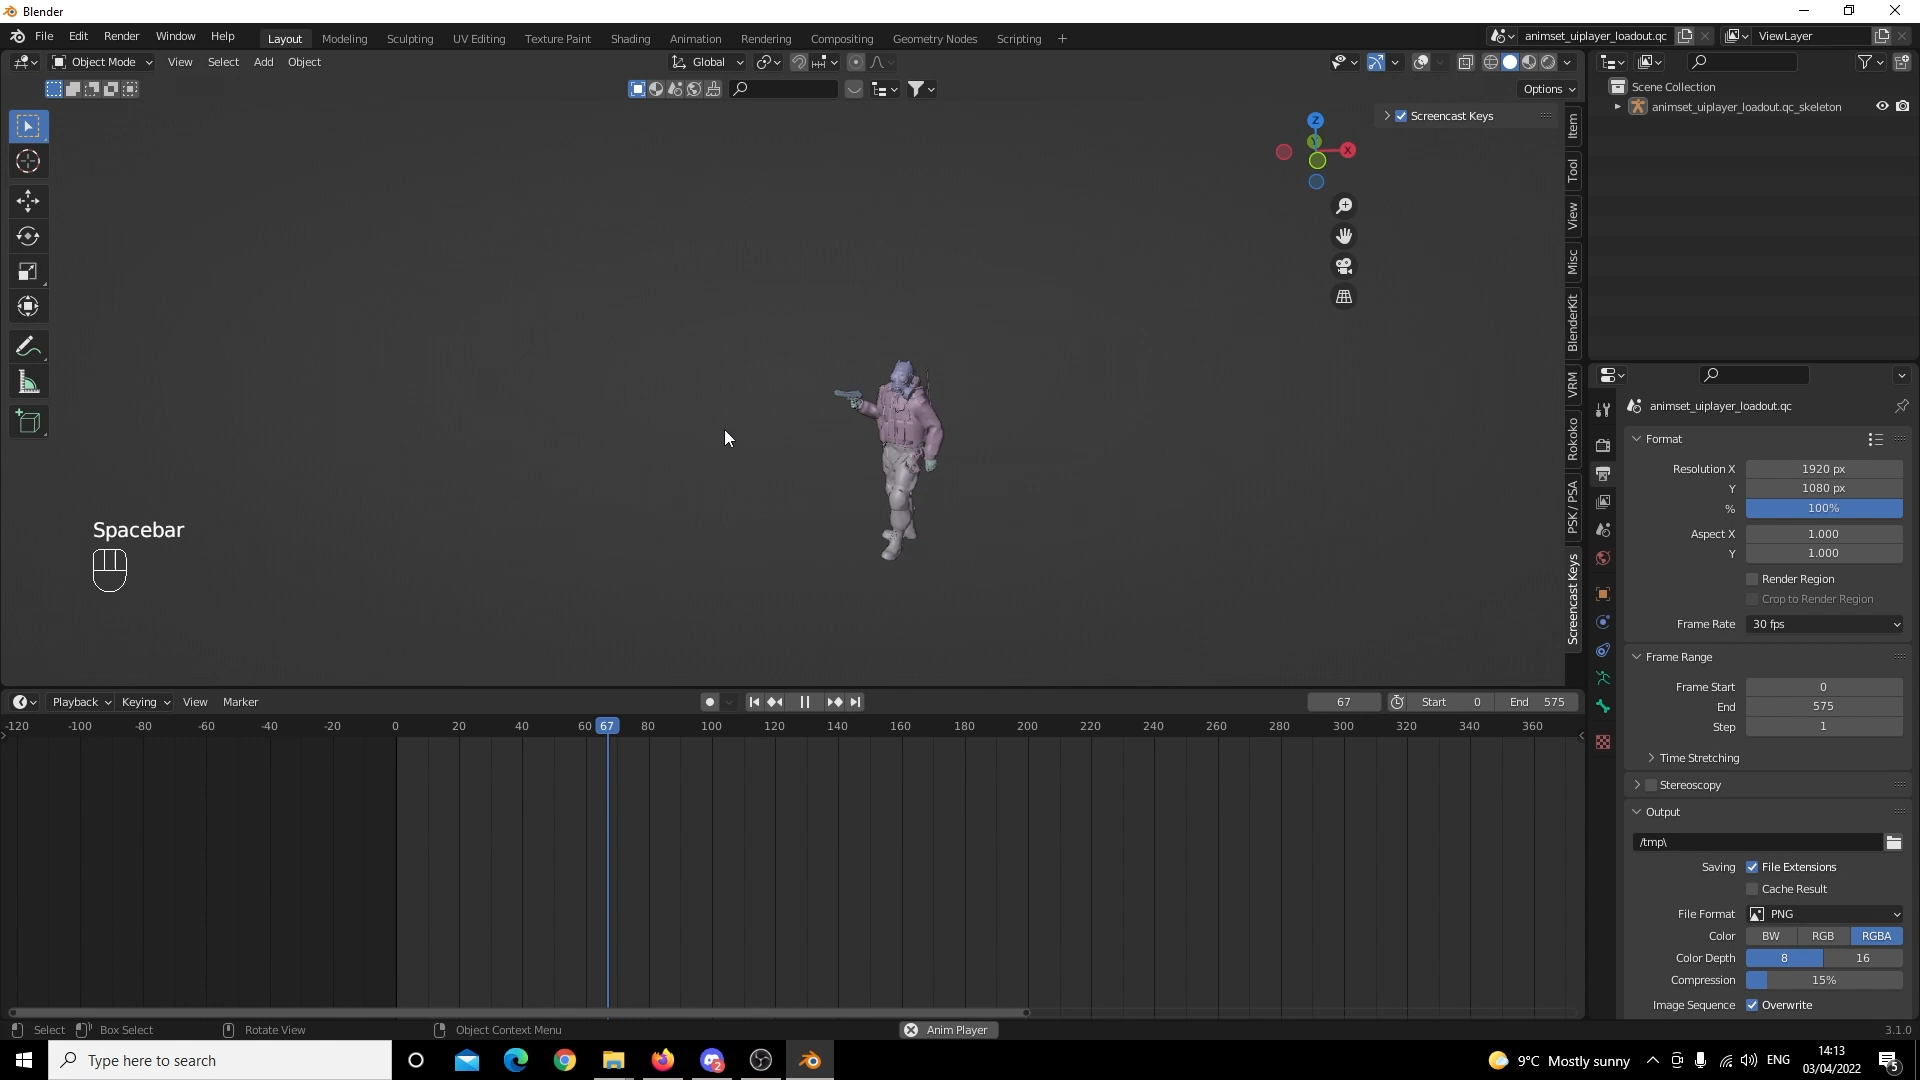 Blender
File Edit Render Window Help
Layout Modeling Sculpting UV Editing Texture Paint Shading Animation Rendering Compositing Geometry Nodes Scripting +
animset_uiplayer_loadout.qc
ViewLayer
Object Mode View Select Add Object
Global
Options
Screencast Keys
Z
X
Item
Tool
View
Misc
BlenderKit
VRM
Rokoko
PSK / PSA
Screencast Keys
Spacebar
Scene Collection
animset_uiplayer_loadout.qc_skeleton
animset_uiplayer_loadout.qc
Format
Resolution X 1920 px
Y 1080 px
% 100%
Aspect X 1.000
Y 1.000
Render Region
Crop to Render Region
Frame Rate 30 fps
Frame Range
Frame Start 0
End 575
Step 1
Time Stretching
Stereoscopy
Output
/tmp\
Saving File Extensions
Cache Result
File Format PNG
Color BW RGB RGBA
Color Depth 8 16
Compression 15%
Image Sequence Overwrite
Playback Keying View Marker
67 Start 0 End 575
-120 -100 -80 -60 -40 -20 0 20 40 60 67 80 100 120 140 160 180 200 220 240 260 280 300 320 340 360
Select Box Select Rotate View Object Context Menu Anim Player 3.1.0
Type here to search
2
9°C Mostly sunny
ENG
14:13
03/04/2022
5